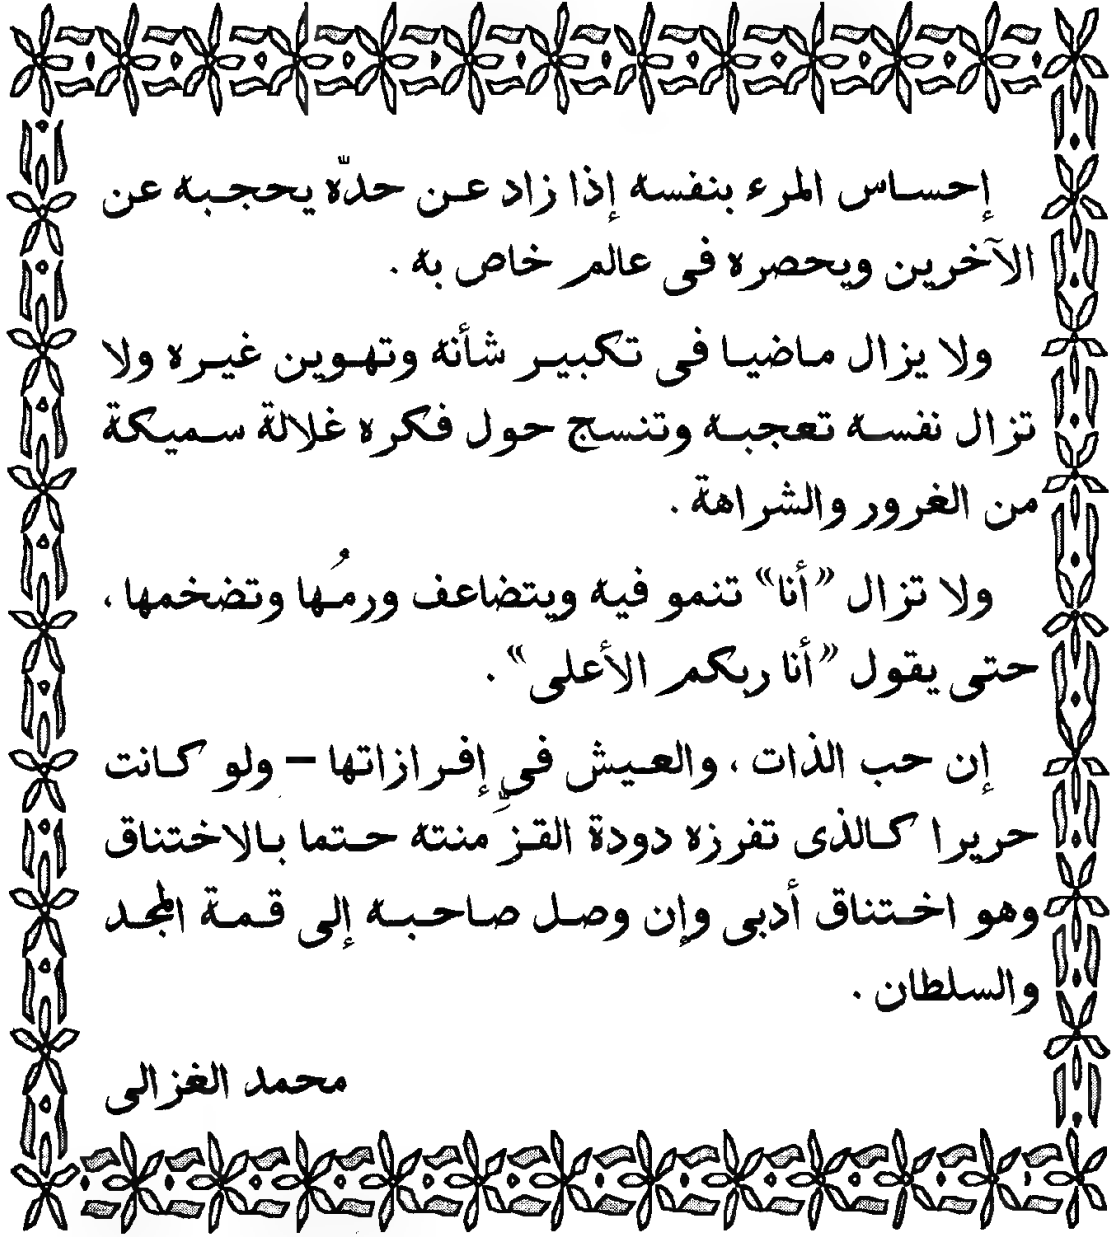 إحساس المرء بنفسه إذا زاد عن حدّه يحجبه عن
الآخرين ويحصره فى عالم خاص به .
ولا يزال ماضيا فى تكبير شأنه وتهوين غيره ولا
تزال نفسه تعجبه وتنسج حول فكره غلالة سميكة
من الغرور والشراهة .
ولا تزال «أنا» تنمو فيه ويتضاعف ورمُها وتضخمها ،
حتى يقول «أنا ربكم الأعلى» .
إن حب الذات ، والعيش فى إفرازاتها – ولو كانت
حريرا كالذى تفرزه دودة القزِّ منته حتما بالاختناق
وهو اختناق أدبى وإن وصل صاحبه إلى قمة المجد
والسلطان .
محمد الغزالى